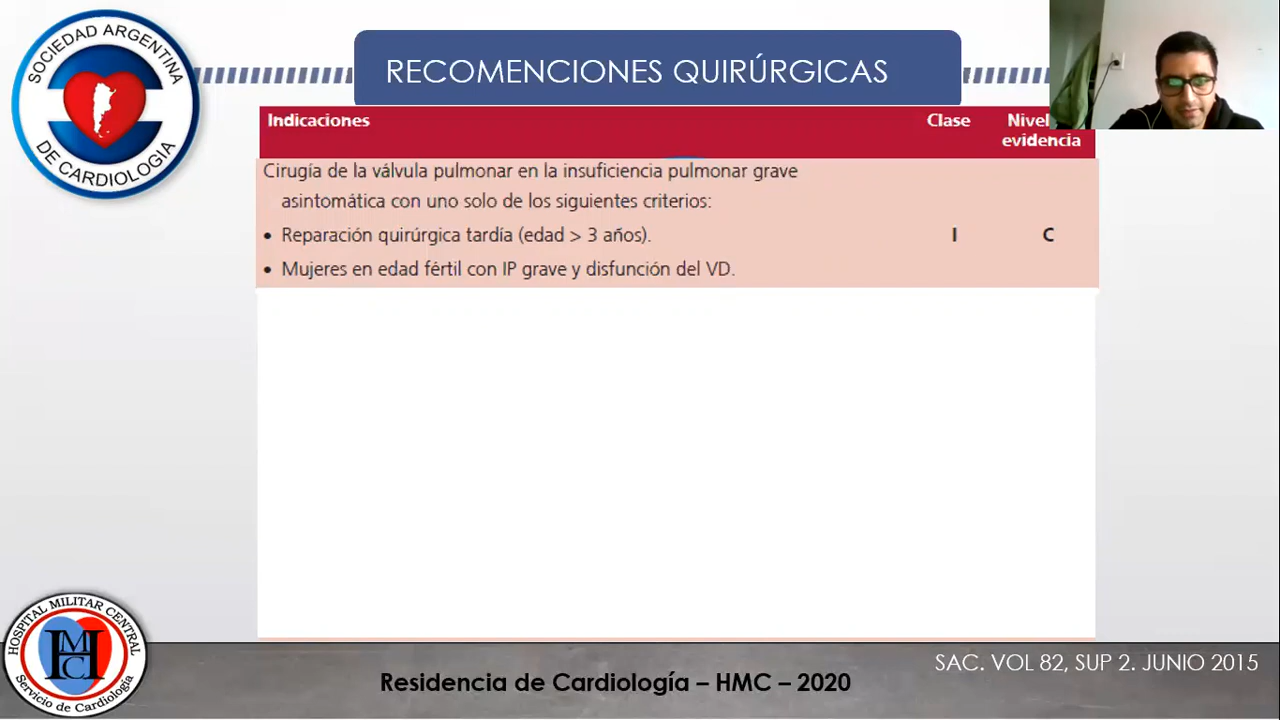 SOCIEDAD ARGENTINA
DE CARDIOLOGIA
RECOMENCIONES QUIRÚRGICAS
Indicaciones Clase Nivel
evidencia
Cirugía de la válvula pulmonar en la insuficiencia pulmonar grave
asintomática con uno solo de los siguientes criterios:
• Reparación quirúrgica tardía (edad > 3 años). I C
• Mujeres en edad fértil con IP grave y disfunción del VD.
HOSPITAL MILITAR CENTRAL
HMC
Servicio de Cardiología
SAC. VOL 82, SUP 2. JUNIO 2015
Residencia de Cardiología – HMC – 2020